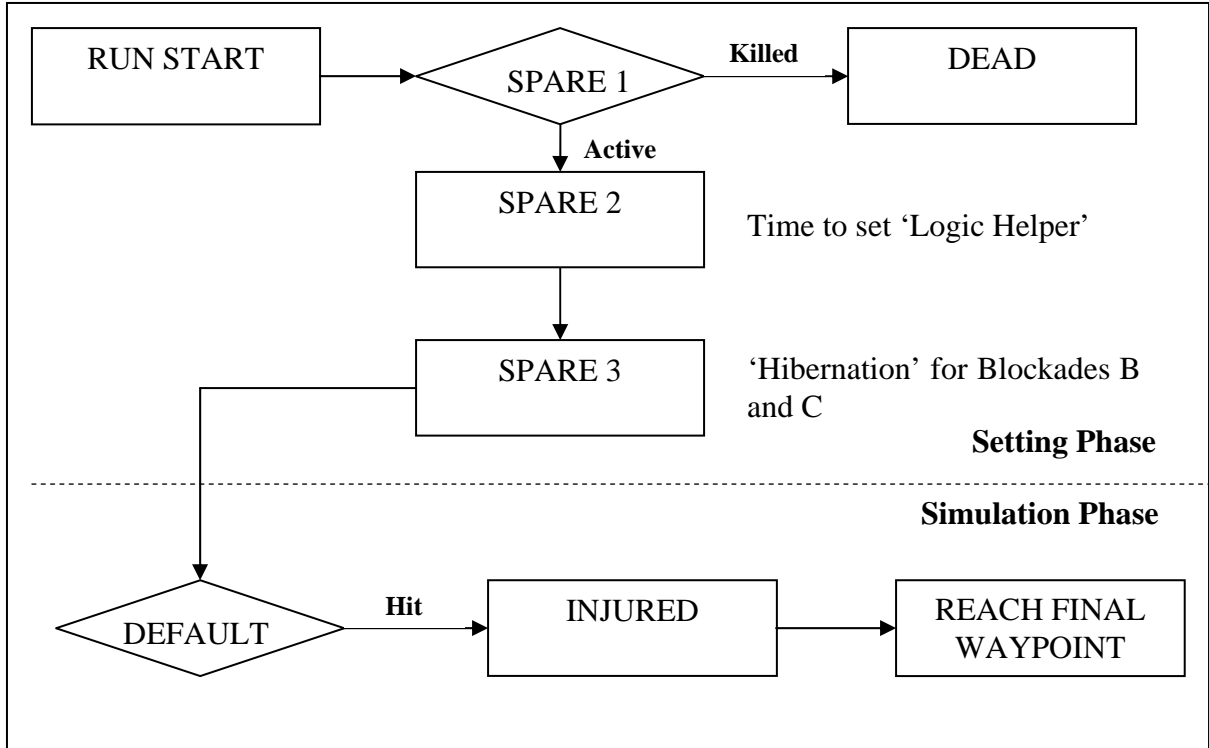 RUN START
SPARE 1
Killed
DEAD
Active
SPARE 2
Time to set ‘Logic Helper’
SPARE 3
‘Hibernation’ for Blockades B
and C
Setting Phase
Simulation Phase
DEFAULT
Hit
INJURED
REACH FINAL
WAYPOINT